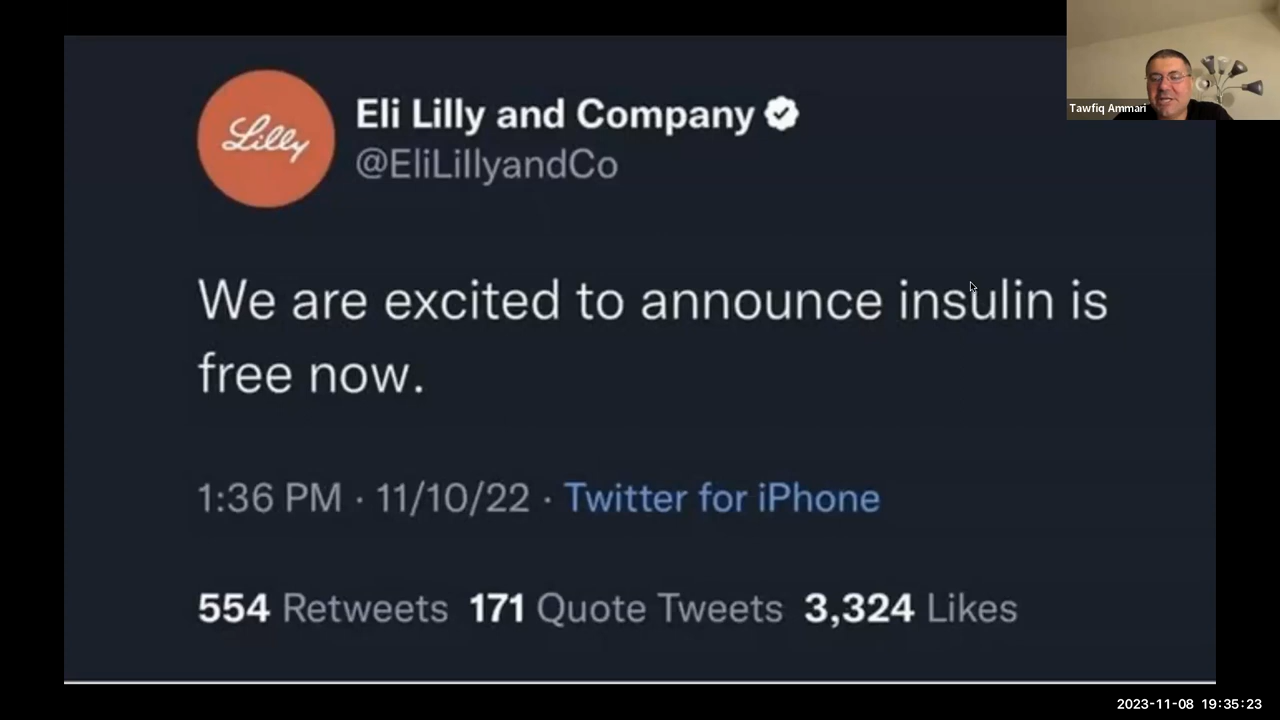 Tawfiq Ammari
Lilly
Eli Lilly and Company
@EliLillyandCo
We are excited to announce insulin is
free now.
1:36 PM · 11/10/22 · Twitter for iPhone
554 Retweets 171 Quote Tweets 3,324 Likes
2023-11-08 19:35:23